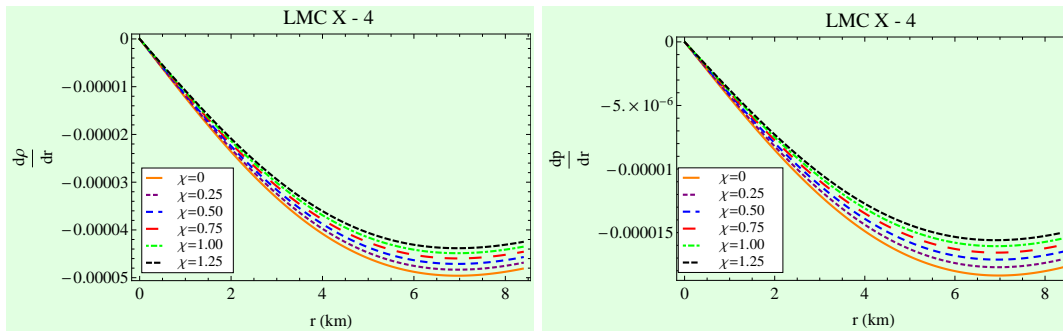 LMC X - 4
0
−0.00001
−0.00002
−0.00003
−0.00004
−0.00005
dρ
dr
χ=0
χ=0.25
χ=0.50
χ=0.75
χ=1.00
χ=1.25
0 2 4 6 8
r (km)
LMC X - 4
0
−5.×10⁻⁶
−0.00001
−0.000015
dp
dr
χ=0
χ=0.25
χ=0.50
χ=0.75
χ=1.00
χ=1.25
0 2 4 6 8
r (km)